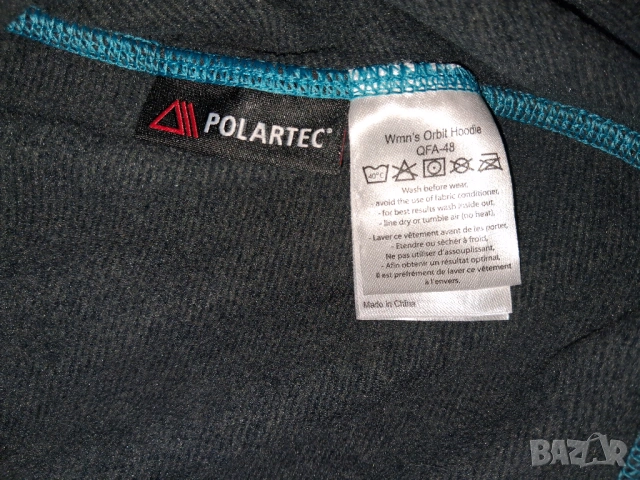 POLARTEC®
Wmn's Orbit Hoodie
QFA-48
40°C
Wash before wear.
- avoid the use of fabric conditioner,
- for best results wash inside out,
- line dry or tumble air (no heat).
- Laver ce vêtement avant de les porter.
- Etendre ou sécher à froid,
Ne pas utiliser d'assouplissant.
- Afin obtenir un résultat optimal,
il est préférement de laver ce vêtement
à l'envers.
Made in China
BAZAR